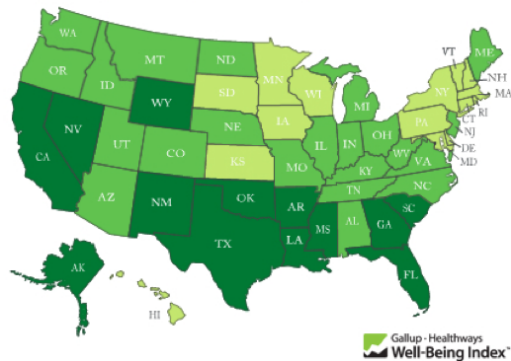 WA
MT
ND
OR
ID
SD
MN
WI
MI
VT
ME
NH
MA
NY
RI
CT
NJ
DE
MD
PA
WY
NE
IA
IL
IN
OH
WV
VA
NV
UT
CO
KS
MO
KY
CA
AZ
NM
OK
AR
TN
NC
SC
TX
LA
MS
AL
GA
FL
AK
HI
Gallup · Healthways
Well-Being Index™